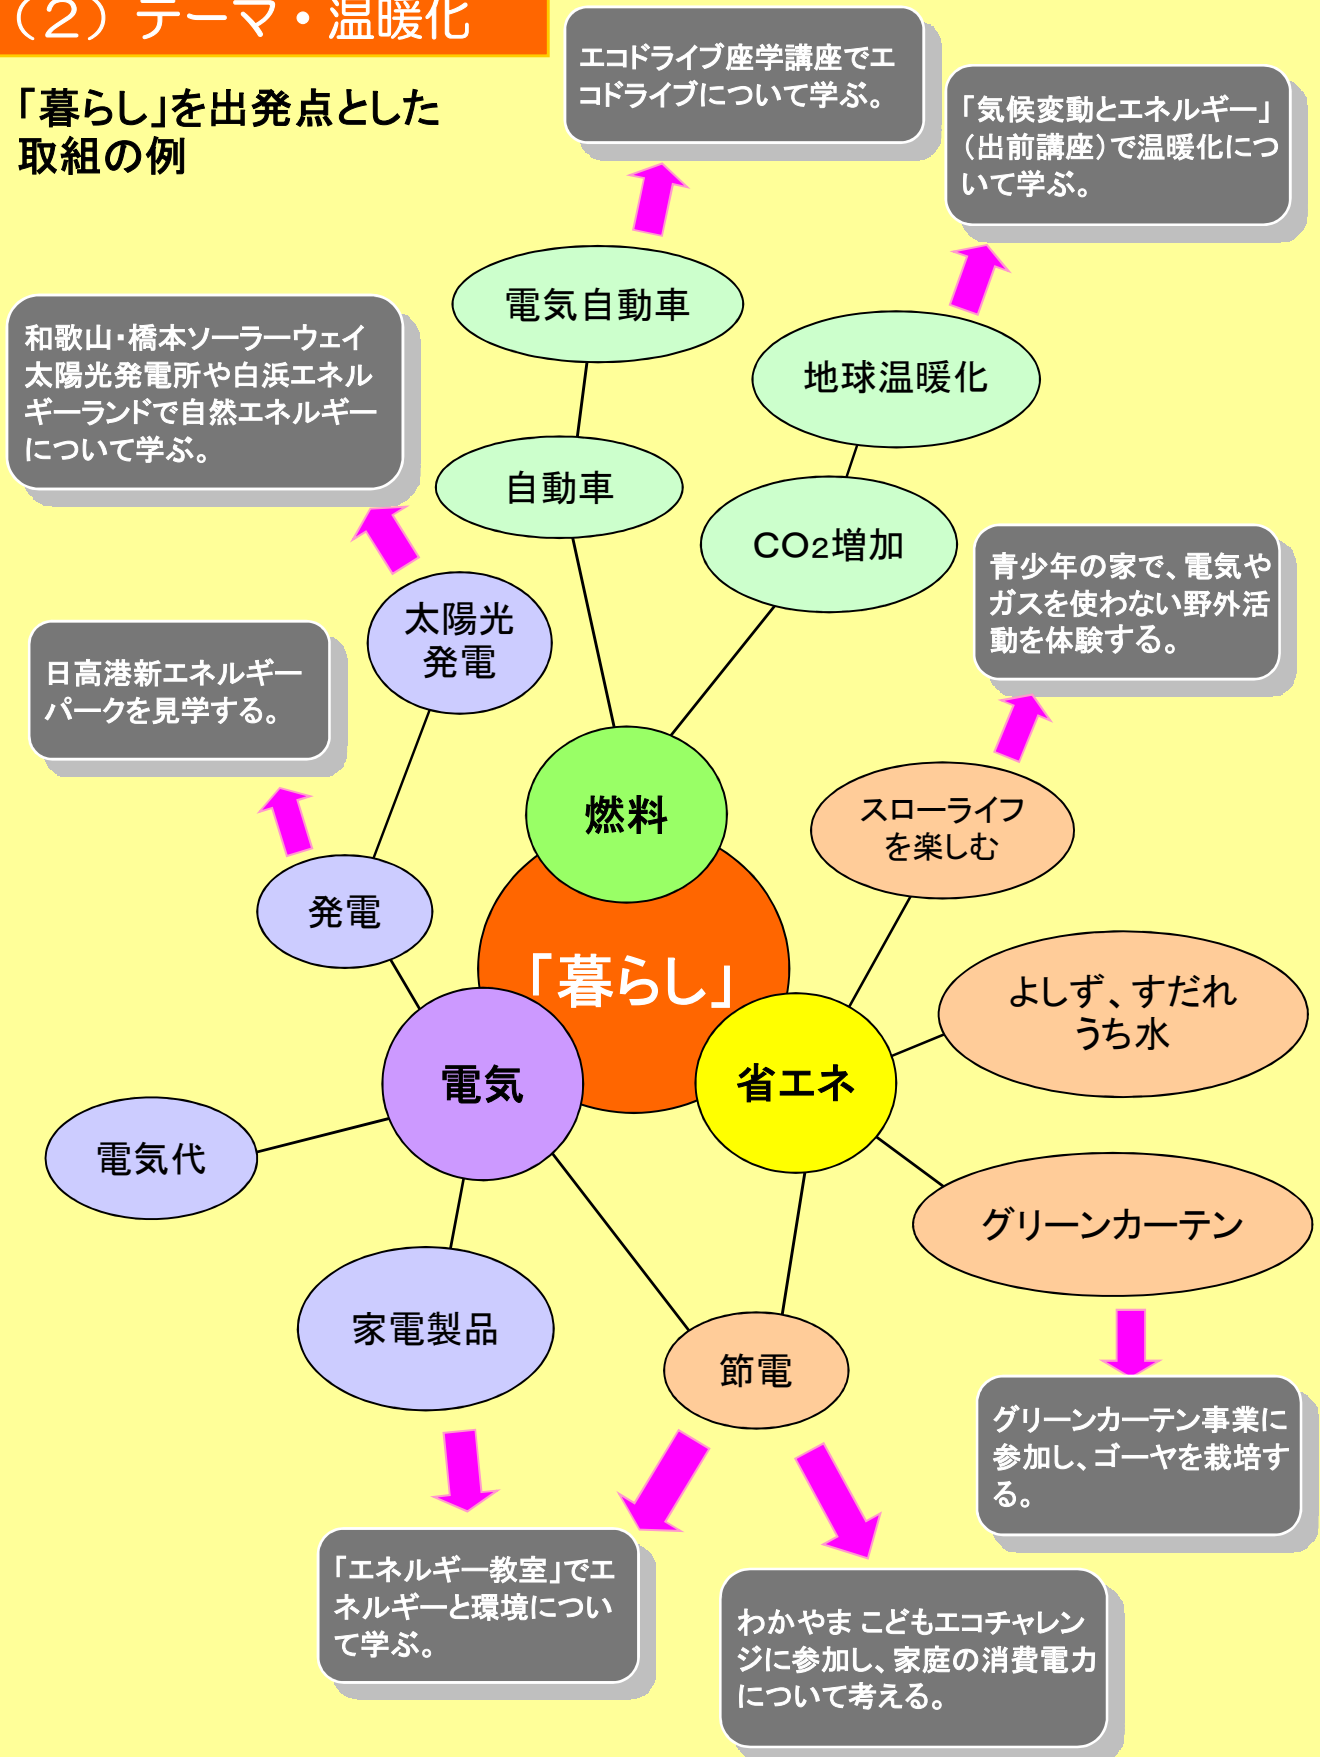 （２）テーマ・温暖化
「暮らし」を出発点とした
取組の例
エコドライブ座学講座でエ
コドライブについて学ぶ。
「気候変動とエネルギー」
（出前講座）で温暖化につ
いて学ぶ。
電気自動車
地球温暖化
和歌山・橋本ソーラーウェイ
太陽光発電所や白浜エネル
ギーランドで自然エネルギー
について学ぶ。
自動車
CO2増加
青少年の家で、電気や
ガスを使わない野外活
動を体験する。
太陽光
発電
日高港新エネルギー
パークを見学する。
燃料
スローライフ
を楽しむ
発電
「暮らし」
よしず、すだれ
うち水
電気
省エネ
電気代
グリーンカーテン
家電製品
節電
グリーンカーテン事業に
参加し、ゴーヤを栽培す
る。
「エネルギー教室」でエ
ネルギーと環境につい
て学ぶ。
わかやま こどもエコチャレン
ジに参加し、家庭の消費電力
について考える。